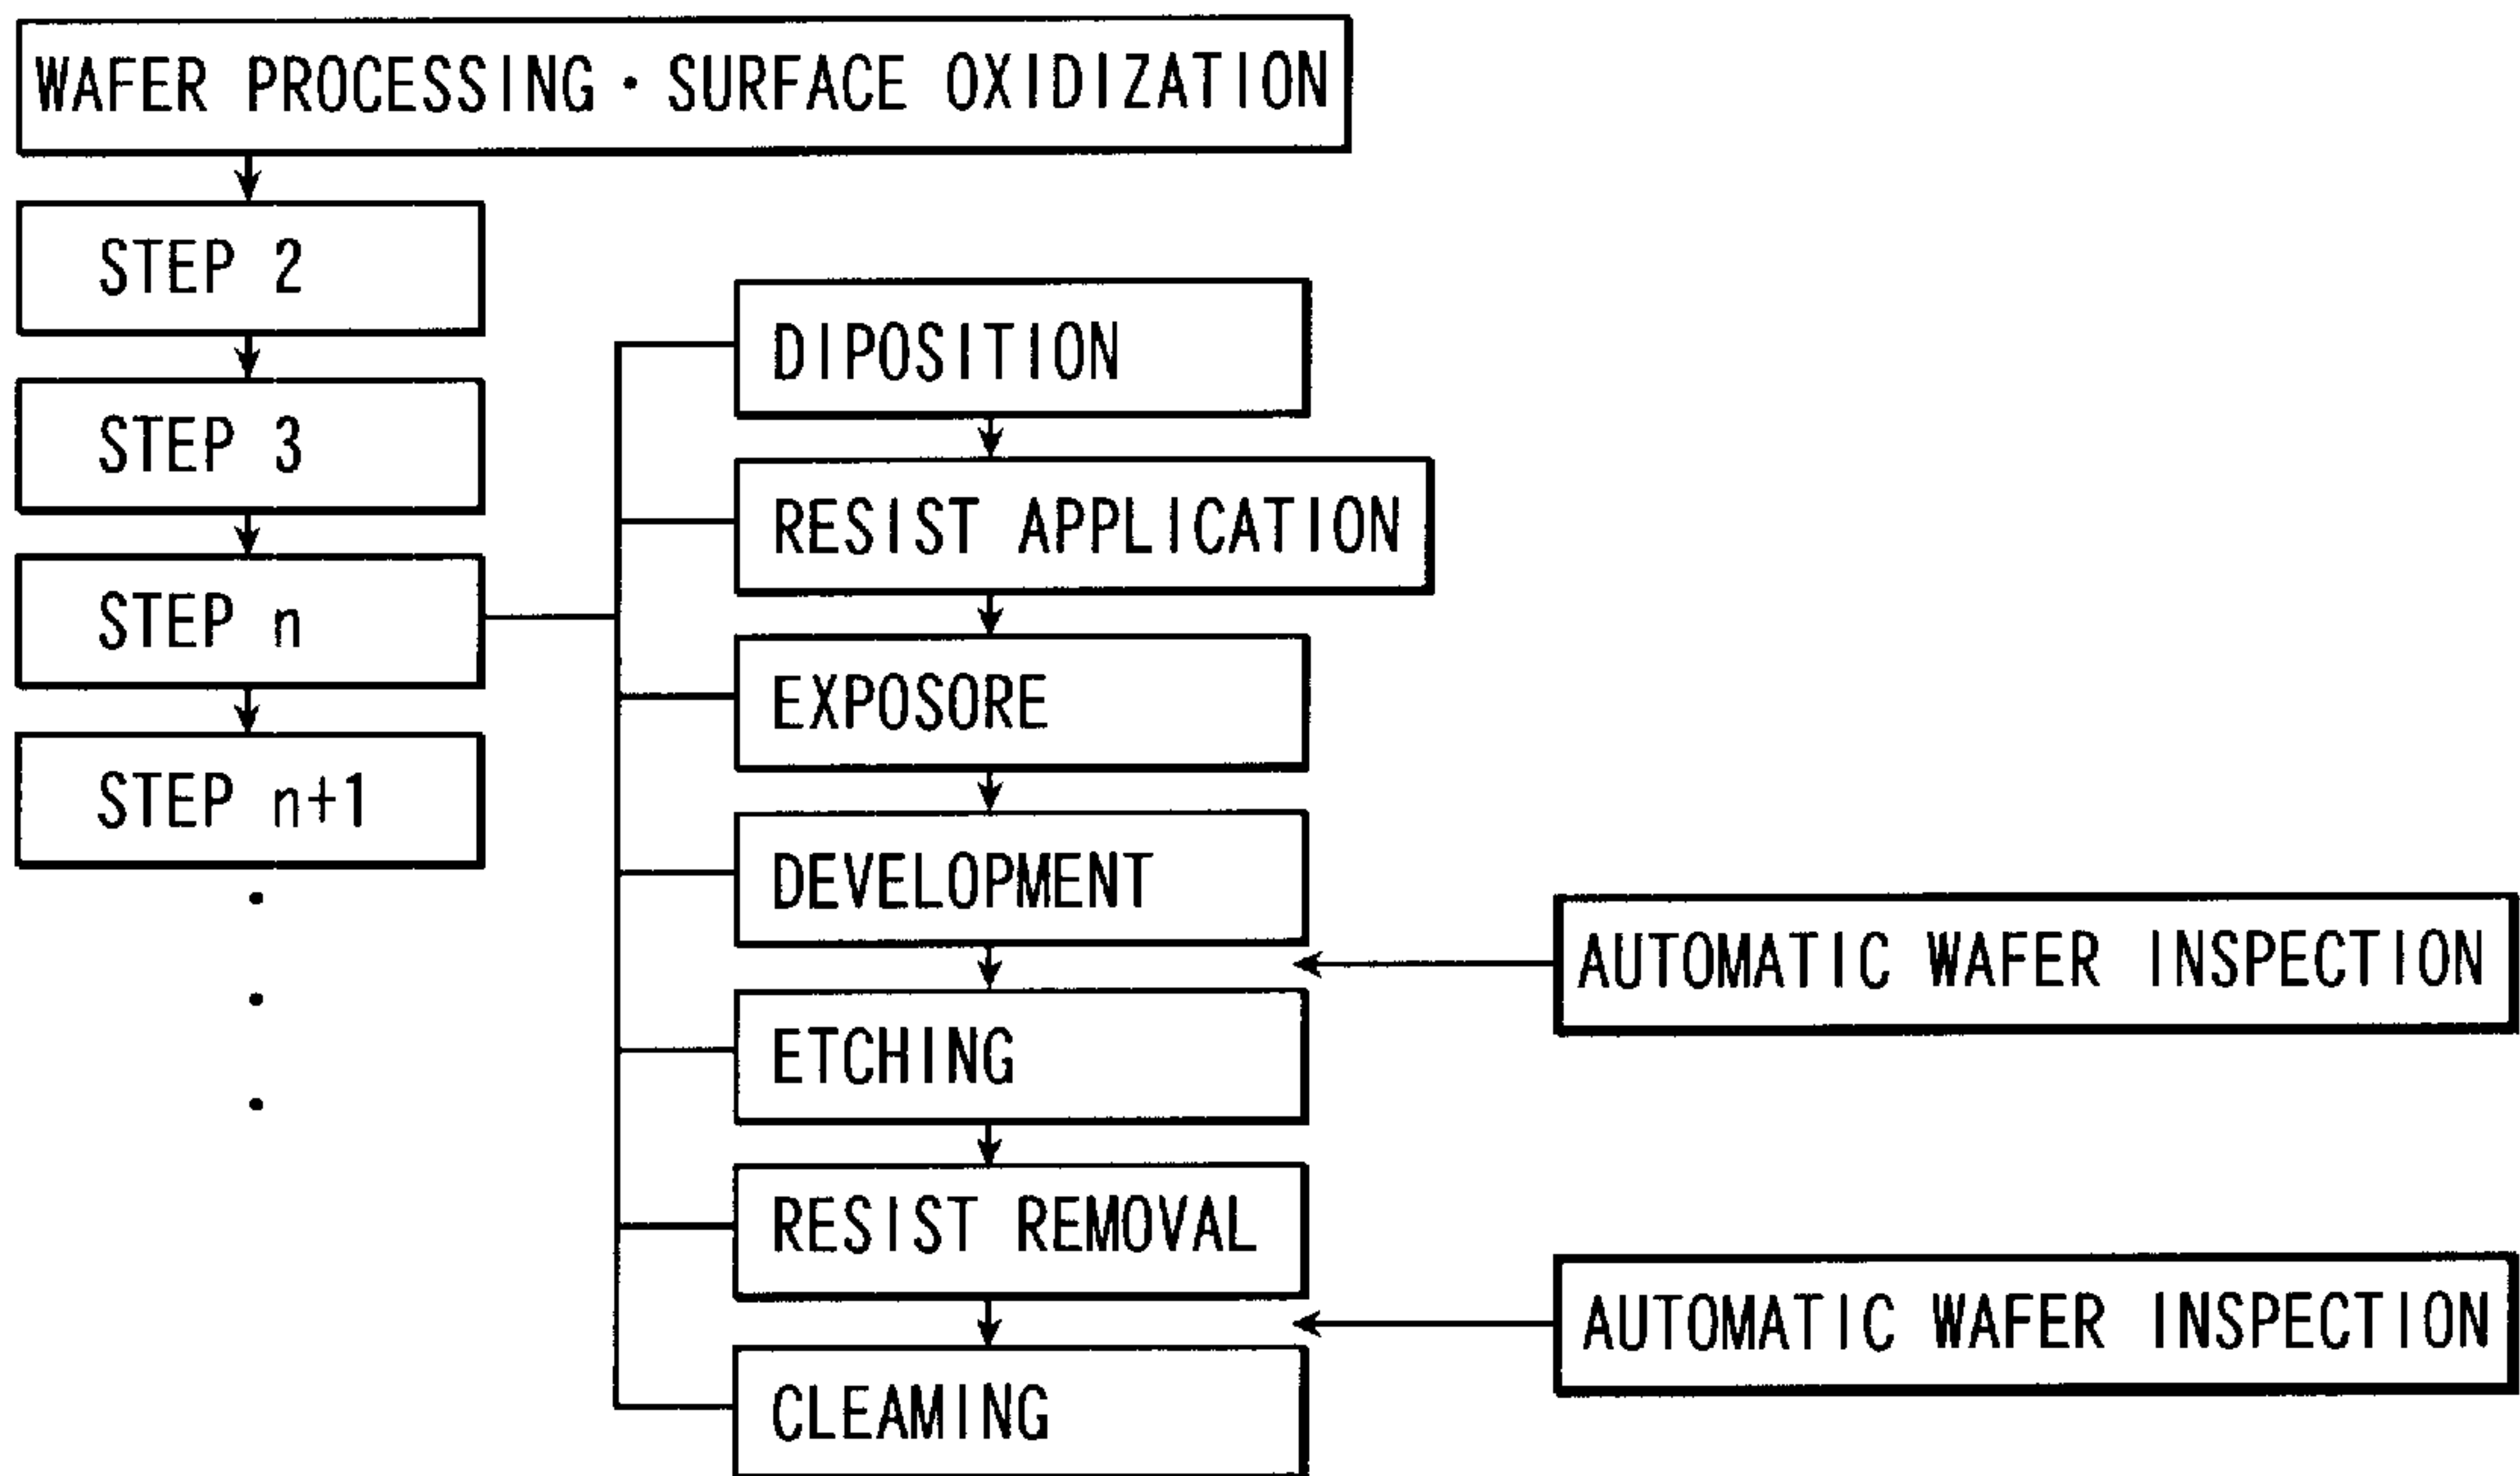 WAFER PROCESSING・SURFACE OXIDIZATION
STEP 2
STEP 3
STEP n
STEP n+1
DIPOSITION
RESIST APPLICATION
EXPOSORE
DEVELOPMENT
ETCHING
RESIST REMOVAL
CLEAMING
AUTOMATIC WAFER INSPECTION
AUTOMATIC WAFER INSPECTION